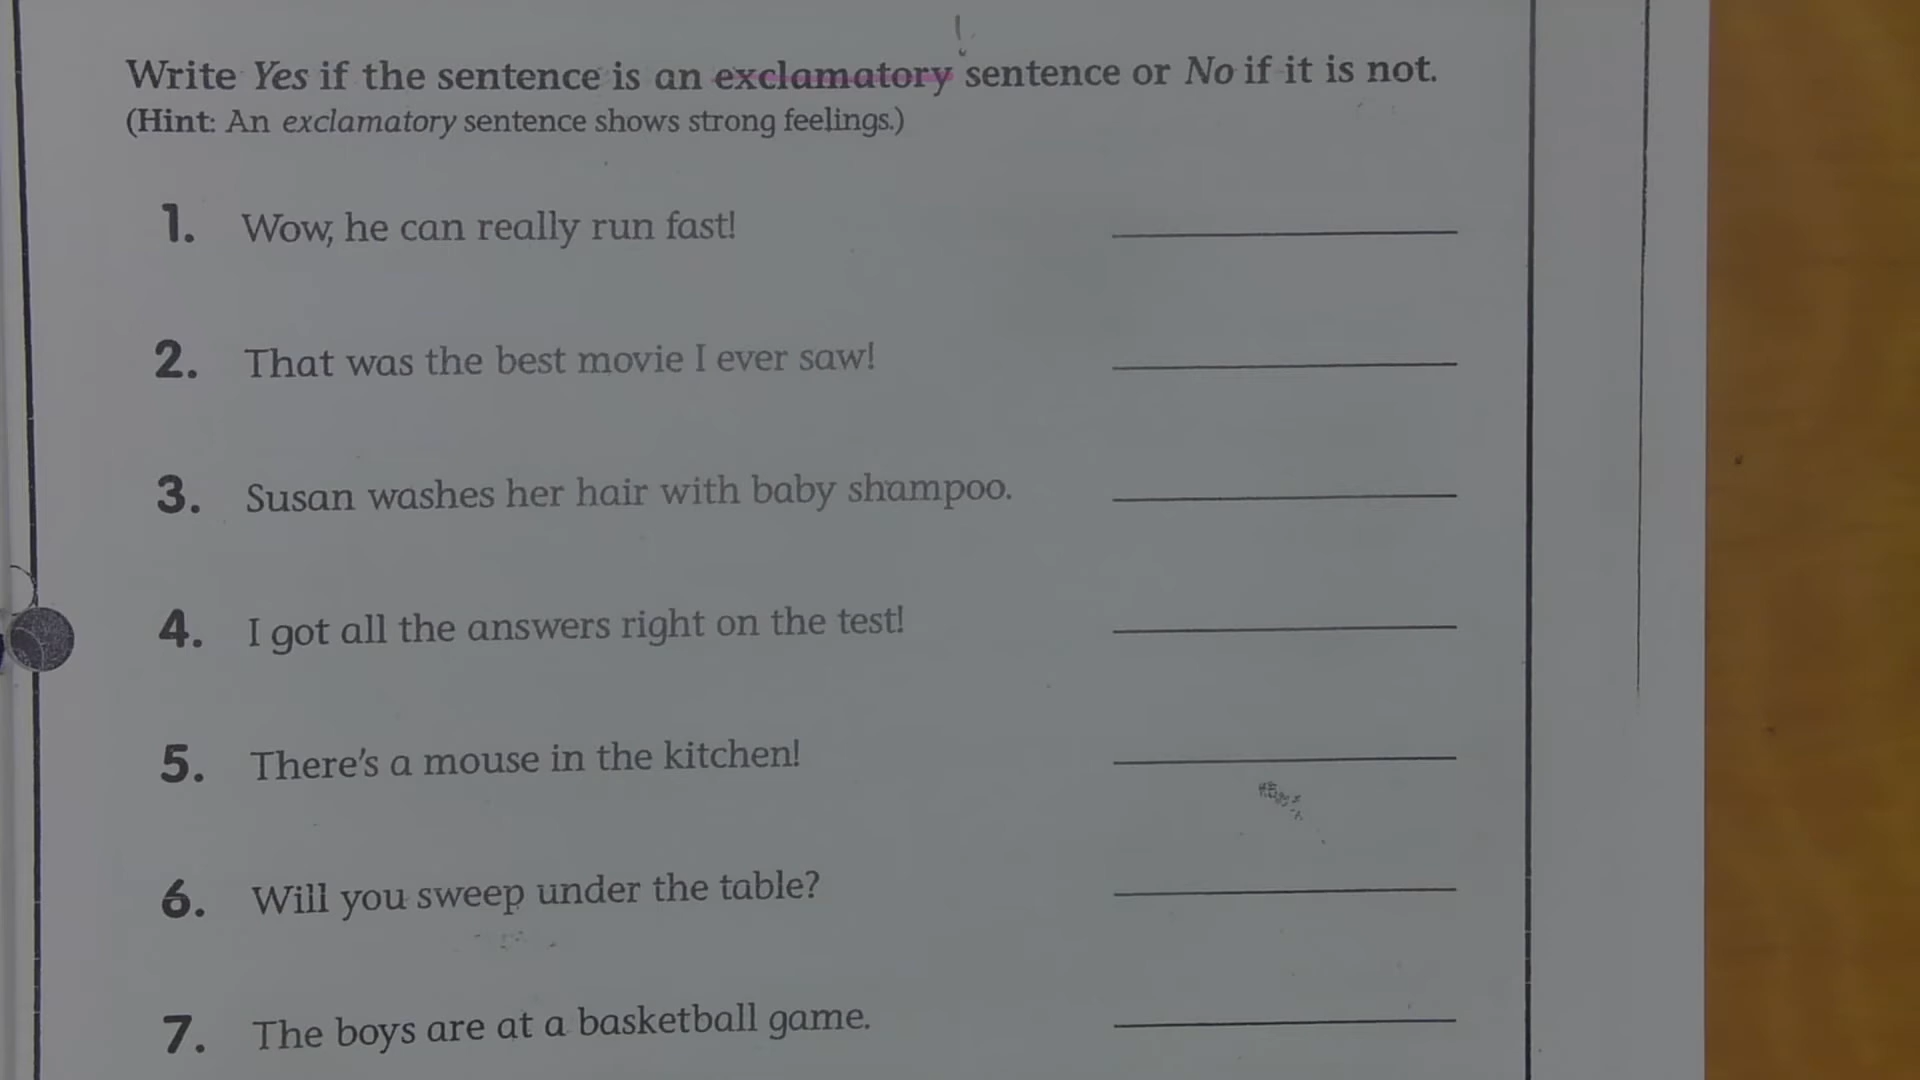 !
Write Yes if the sentence is an exclamatory sentence or No if it is not.
(Hint: An exclamatory sentence shows strong feelings.)
1. Wow, he can really run fast!
2. That was the best movie I ever saw!
3. Susan washes her hair with baby shampoo.
4. I got all the answers right on the test!
5. There's a mouse in the kitchen!
6. Will you sweep under the table?
7. The boys are at a basketball game.